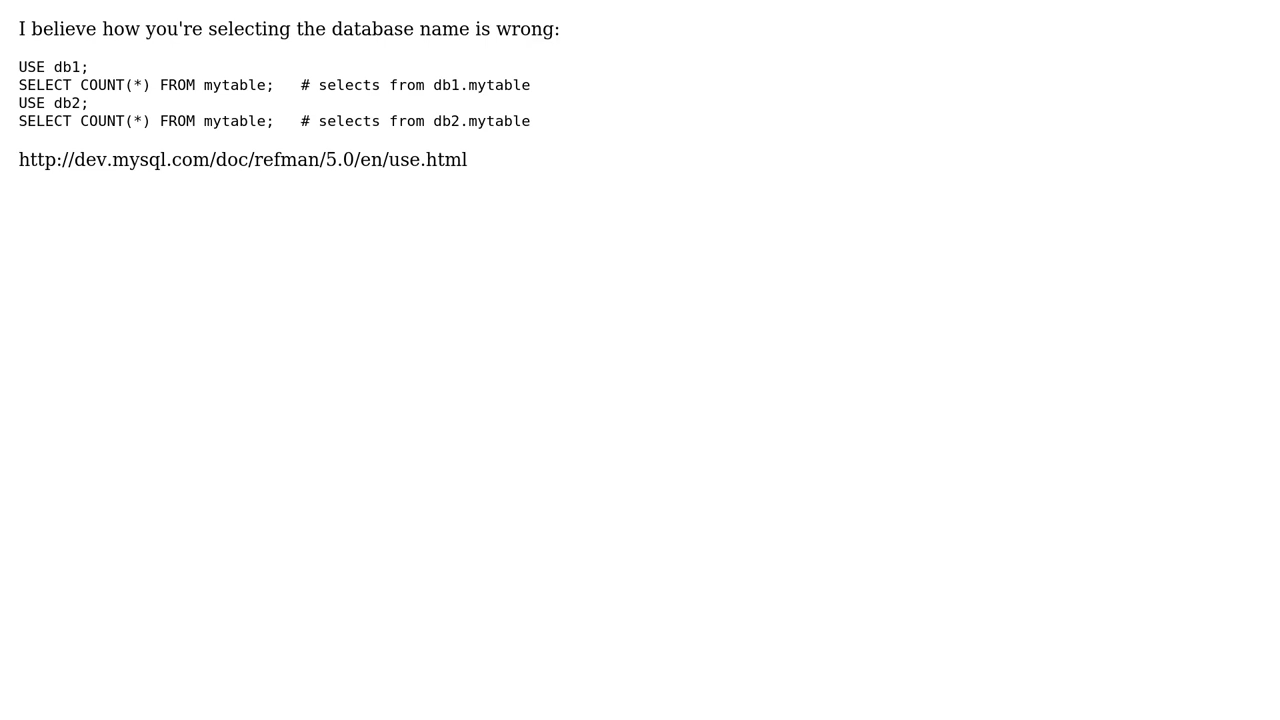 I believe how you're selecting the database name is wrong:
USE db1;
SELECT COUNT(*) FROM mytable;   # selects from db1.mytable
USE db2;
SELECT COUNT(*) FROM mytable;   # selects from db2.mytable
http://dev.mysql.com/doc/refman/5.0/en/use.html